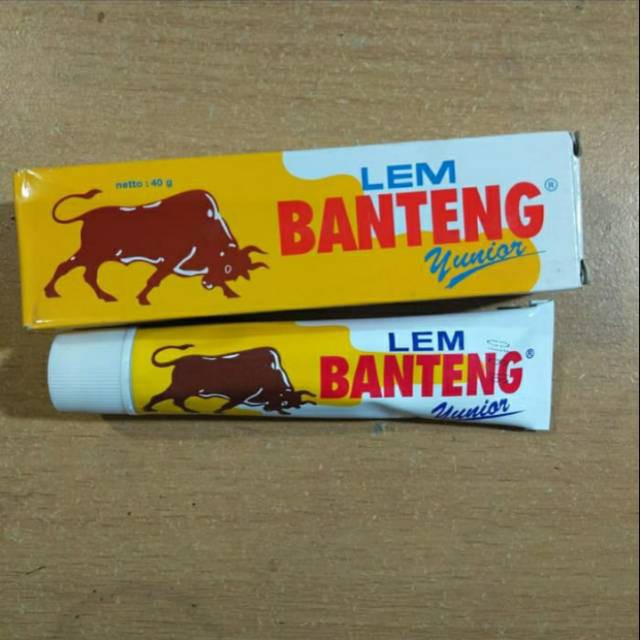 netto : 40 g
LEM
BANTENG®
Yunior
LEM
BANTENG®
Yunior